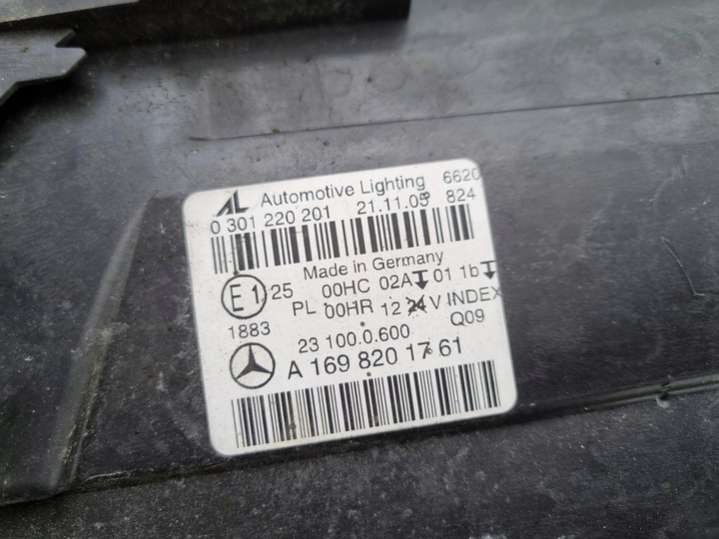 AL Automotive Lighting 6620
0 301 220 201 21.11.05 824
Made in Germany
E1 25 00HC 02A 01 1b
PL 00HR 12 24 V INDEX
1883 Q09
23 100.0.600
A 169 820 17 61